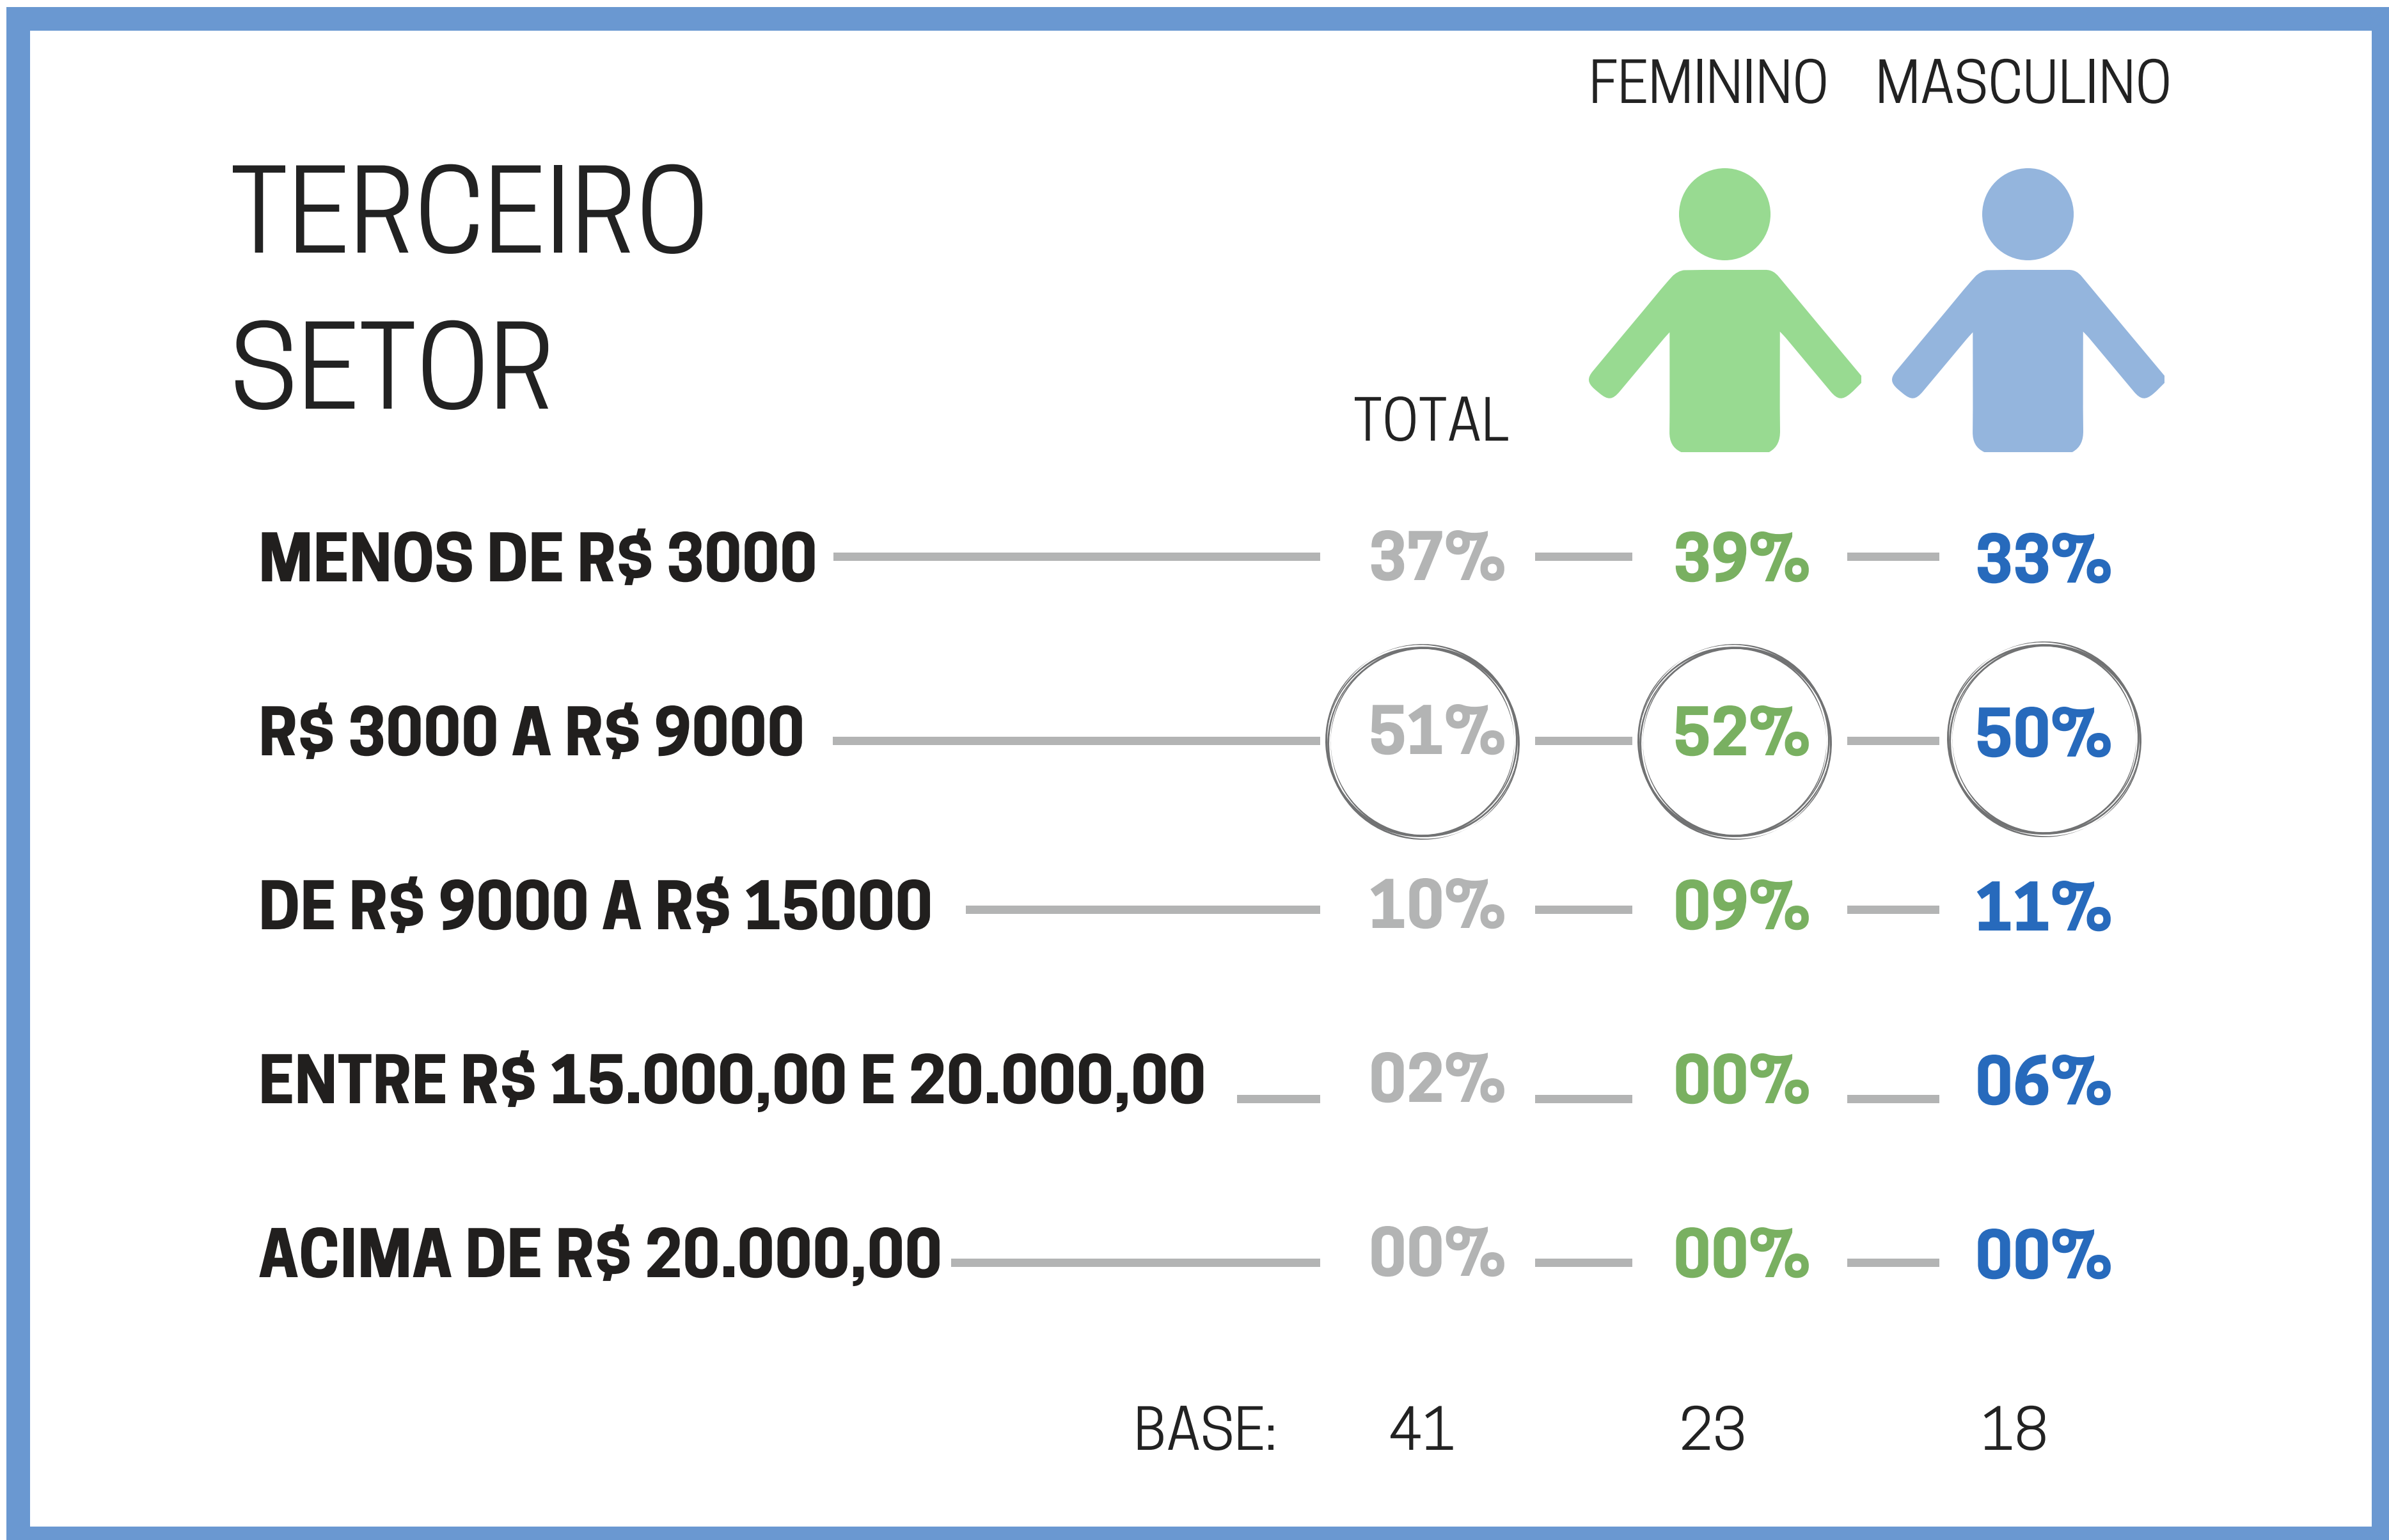 FEMININO MASCULINO
TERCEIRO
SETOR
TOTAL
MENOS DE R$ 3000 37% 39% 33%
R$ 3000 A R$ 9000 51% 52% 50%
DE R$ 9000 A R$ 15000 10% 09% 11%
ENTRE R$ 15.000,00 E 20.000,00 02% 00% 06%
ACIMA DE R$ 20.000,00 00% 00% 00%
BASE: 41 23 18